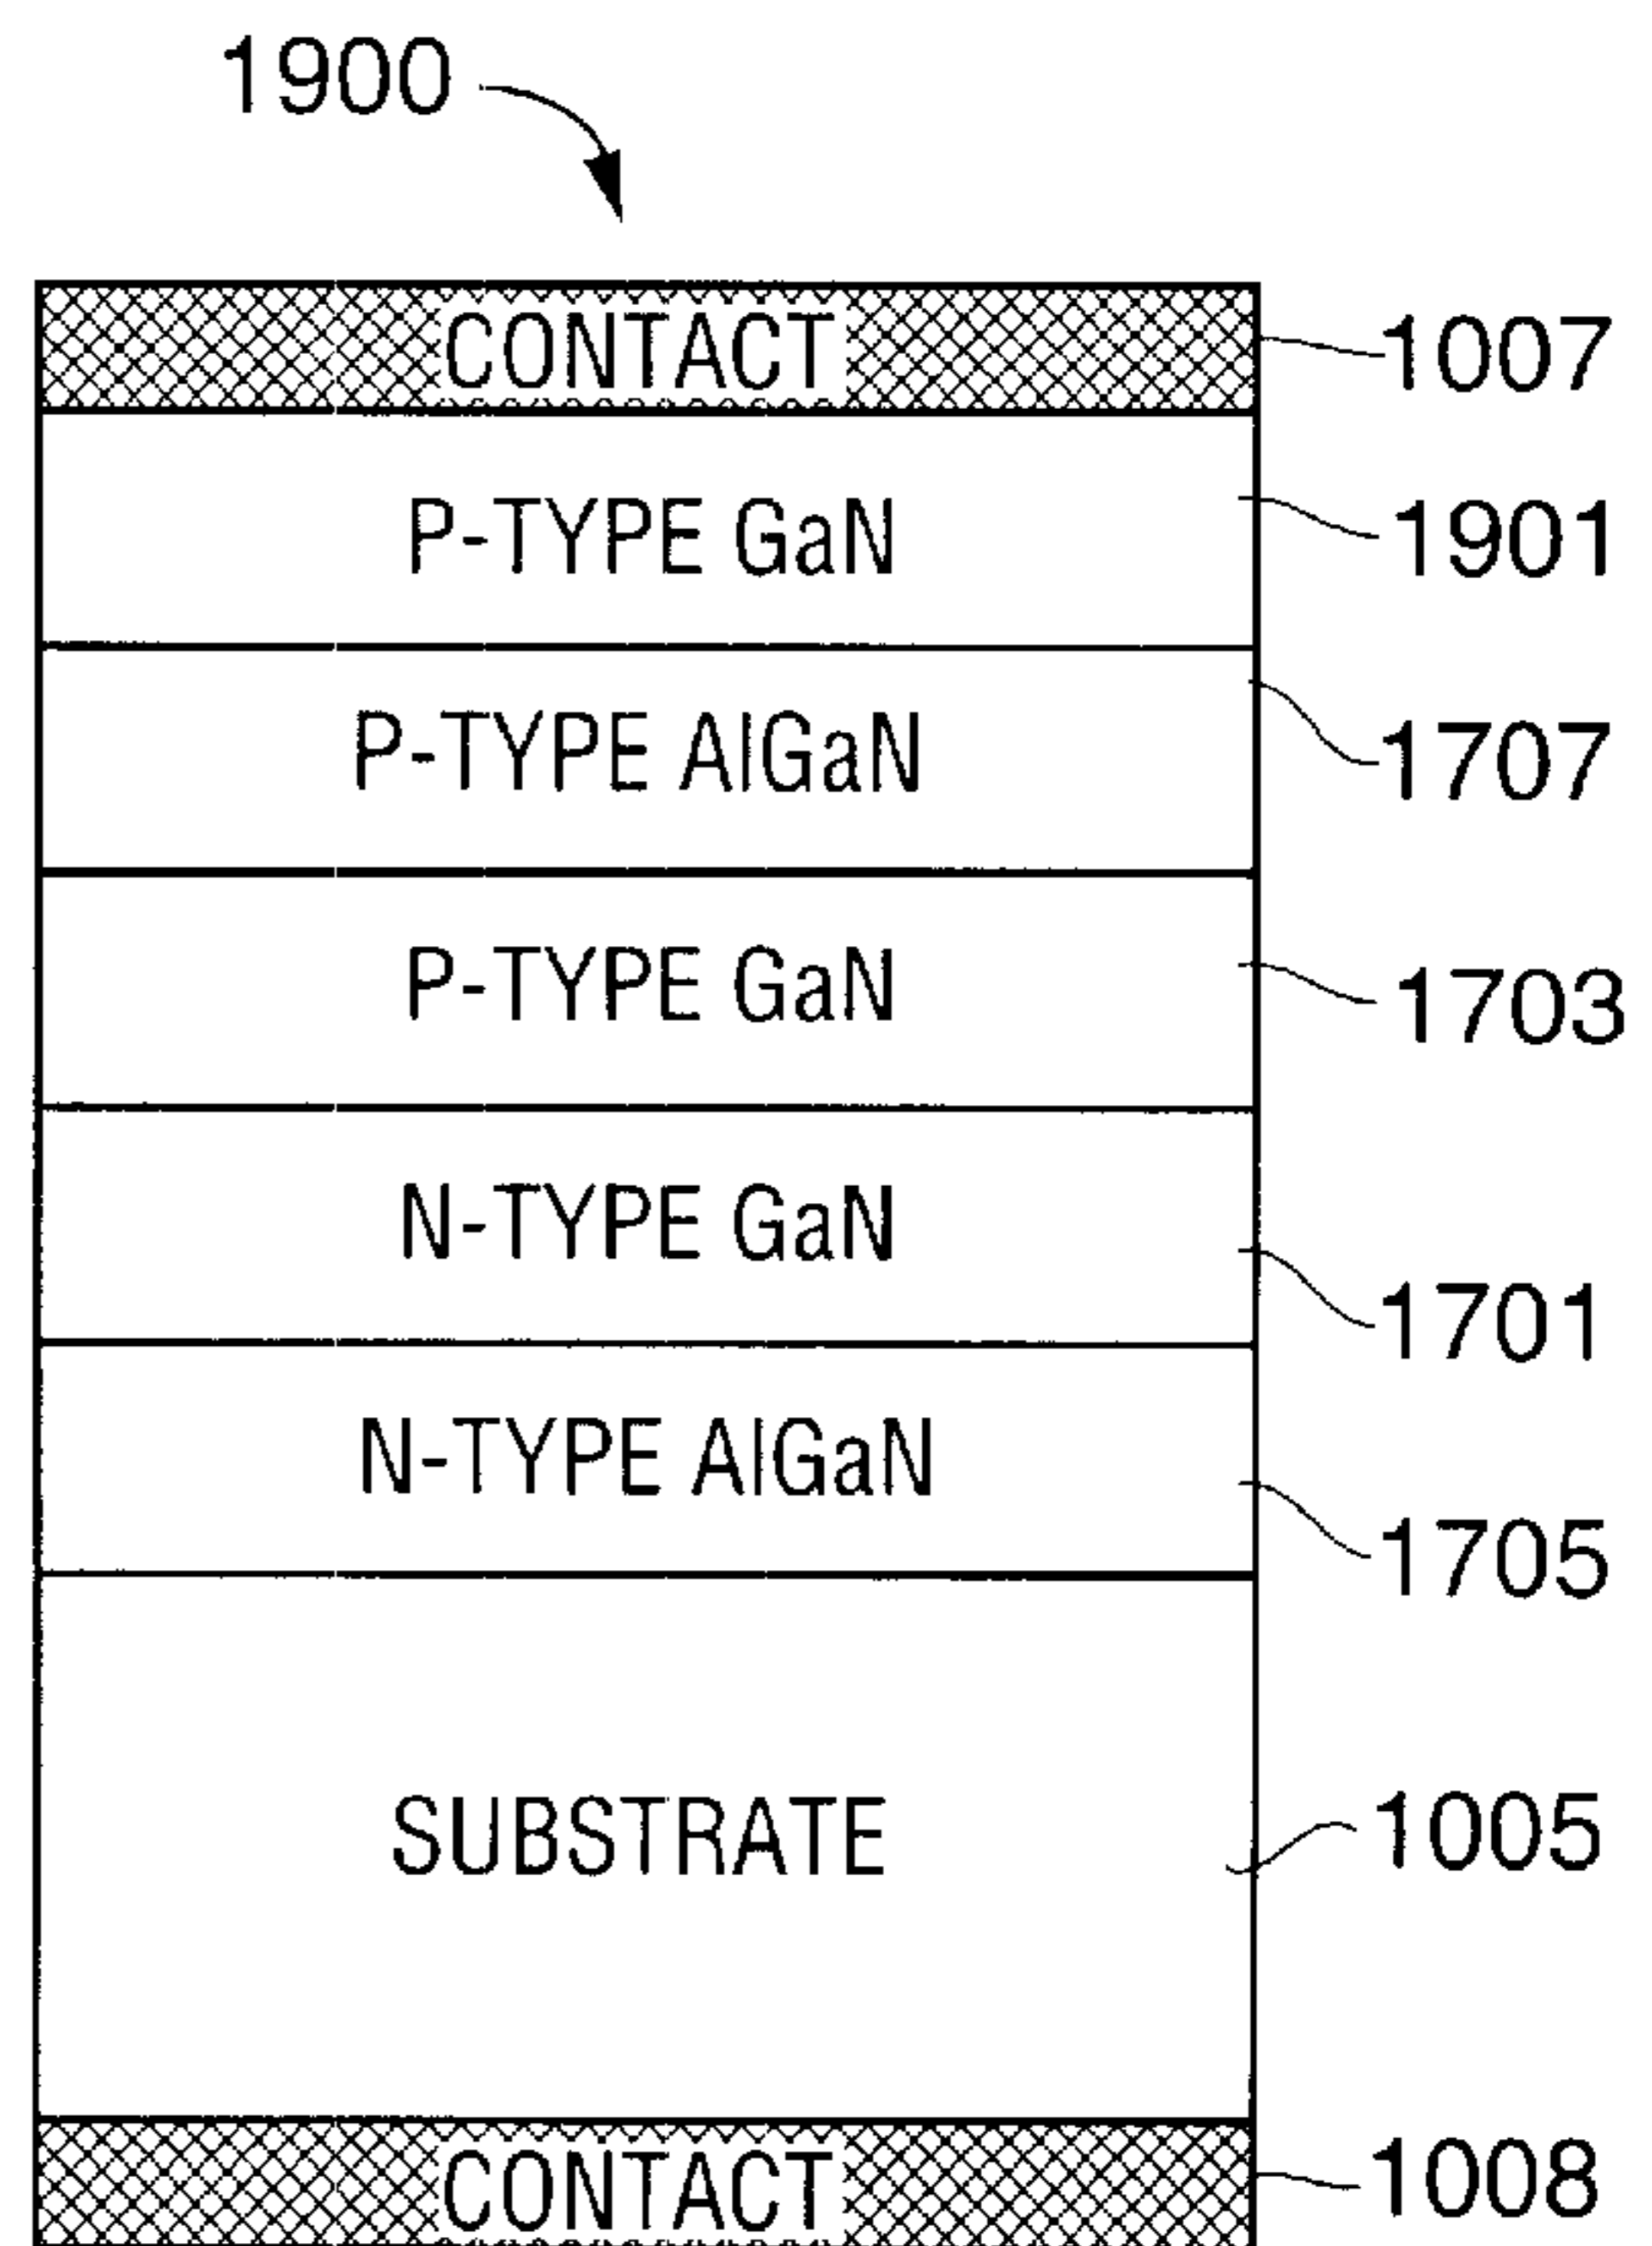 1900
CONTACT 1007
P-TYPE GaN 1901
P-TYPE AlGaN 1707
P-TYPE GaN 1703
N-TYPE GaN 1701
N-TYPE AlGaN 1705
SUBSTRATE 1005
CONTACT 1008